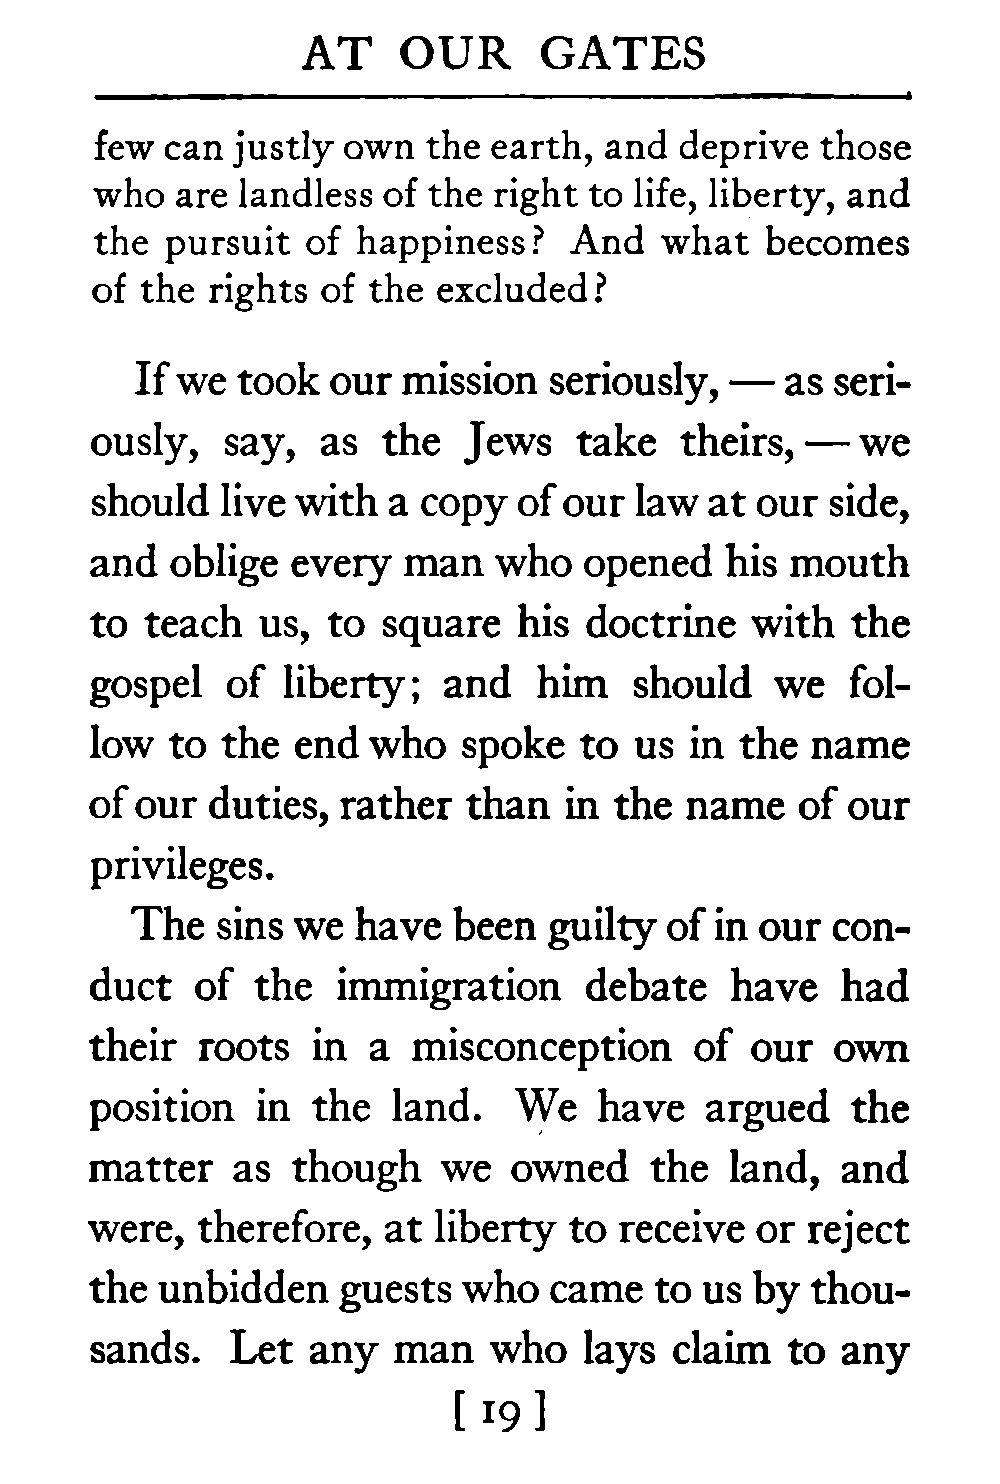 AT OUR GATES
few can justly own the earth, and deprive those
who are landless of the right to life, liberty, and
the pursuit of happiness? And what becomes
of the rights of the excluded?
If we took our mission seriously, — as seri-
ously, say, as the Jews take theirs, — we
should live with a copy of our law at our side,
and oblige every man who opened his mouth
to teach us, to square his doctrine with the
gospel of liberty; and him should we fol-
low to the end who spoke to us in the name
of our duties, rather than in the name of our
privileges.
The sins we have been guilty of in our con-
duct of the immigration debate have had
their roots in a misconception of our own
position in the land. We have argued the
matter as though we owned the land, and
were, therefore, at liberty to receive or reject
the unbidden guests who came to us by thou-
sands. Let any man who lays claim to any
[ 19 ]